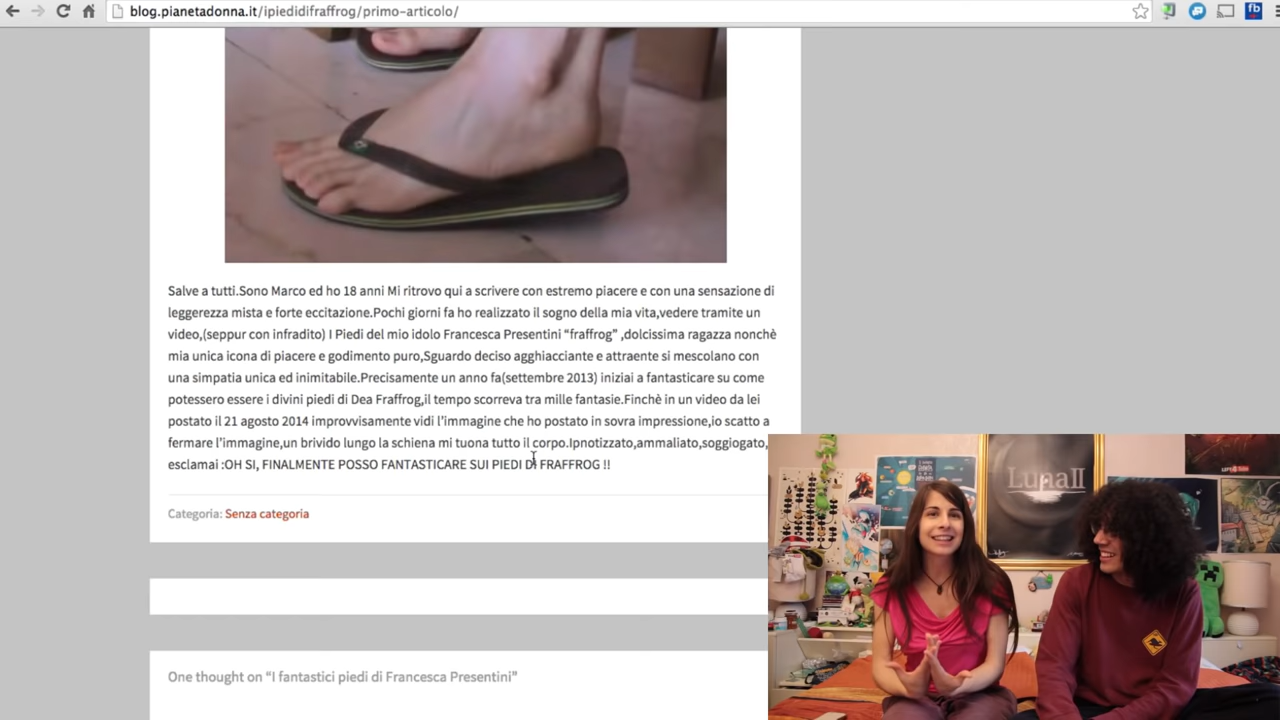 blog.pianetadonna.it/ipiedidifraffrog/primo-articolo/
fb
Salve a tutti.Sono Marco ed ho 18 anni Mi ritrovo qui a scrivere con estremo piacere e con una sensazione di
leggerezza mista e forte eccitazione.Pochi giorni fa ho realizzato il sogno della mia vita,vedere tramite un
video,(seppur con infradito) I Piedi del mio idolo Francesca Presentini “fraffrog” ,dolcissima ragazza nonchè
mia unica icona di piacere e godimento puro,Sguardo deciso agghiacciante e attraente si mescolano con
una simpatia unica ed inimitabile.Precisamente un anno fa(settembre 2013) iniziai a fantasticare su come
potessero essere i divini piedi di Dea Fraffrog,il tempo scorreva tra mille fantasie.Finchè in un video da lei
postato il 21 agosto 2014 improvvisamente vidi l’immagine che ho postato in sovra impressione,io scatto a
fermare l’immagine,un brivido lungo la schiena mi tuona tutto il corpo.Ipnotizzato,ammaliato,soggiogato,
esclamai :OH SI, FINALMENTE POSSO FANTASTICARE SUI PIEDI DI FRAFFROG !!
Categoria: Senza categoria
One thought on “I fantastici piedi di Francesca Presentini”
LunaII